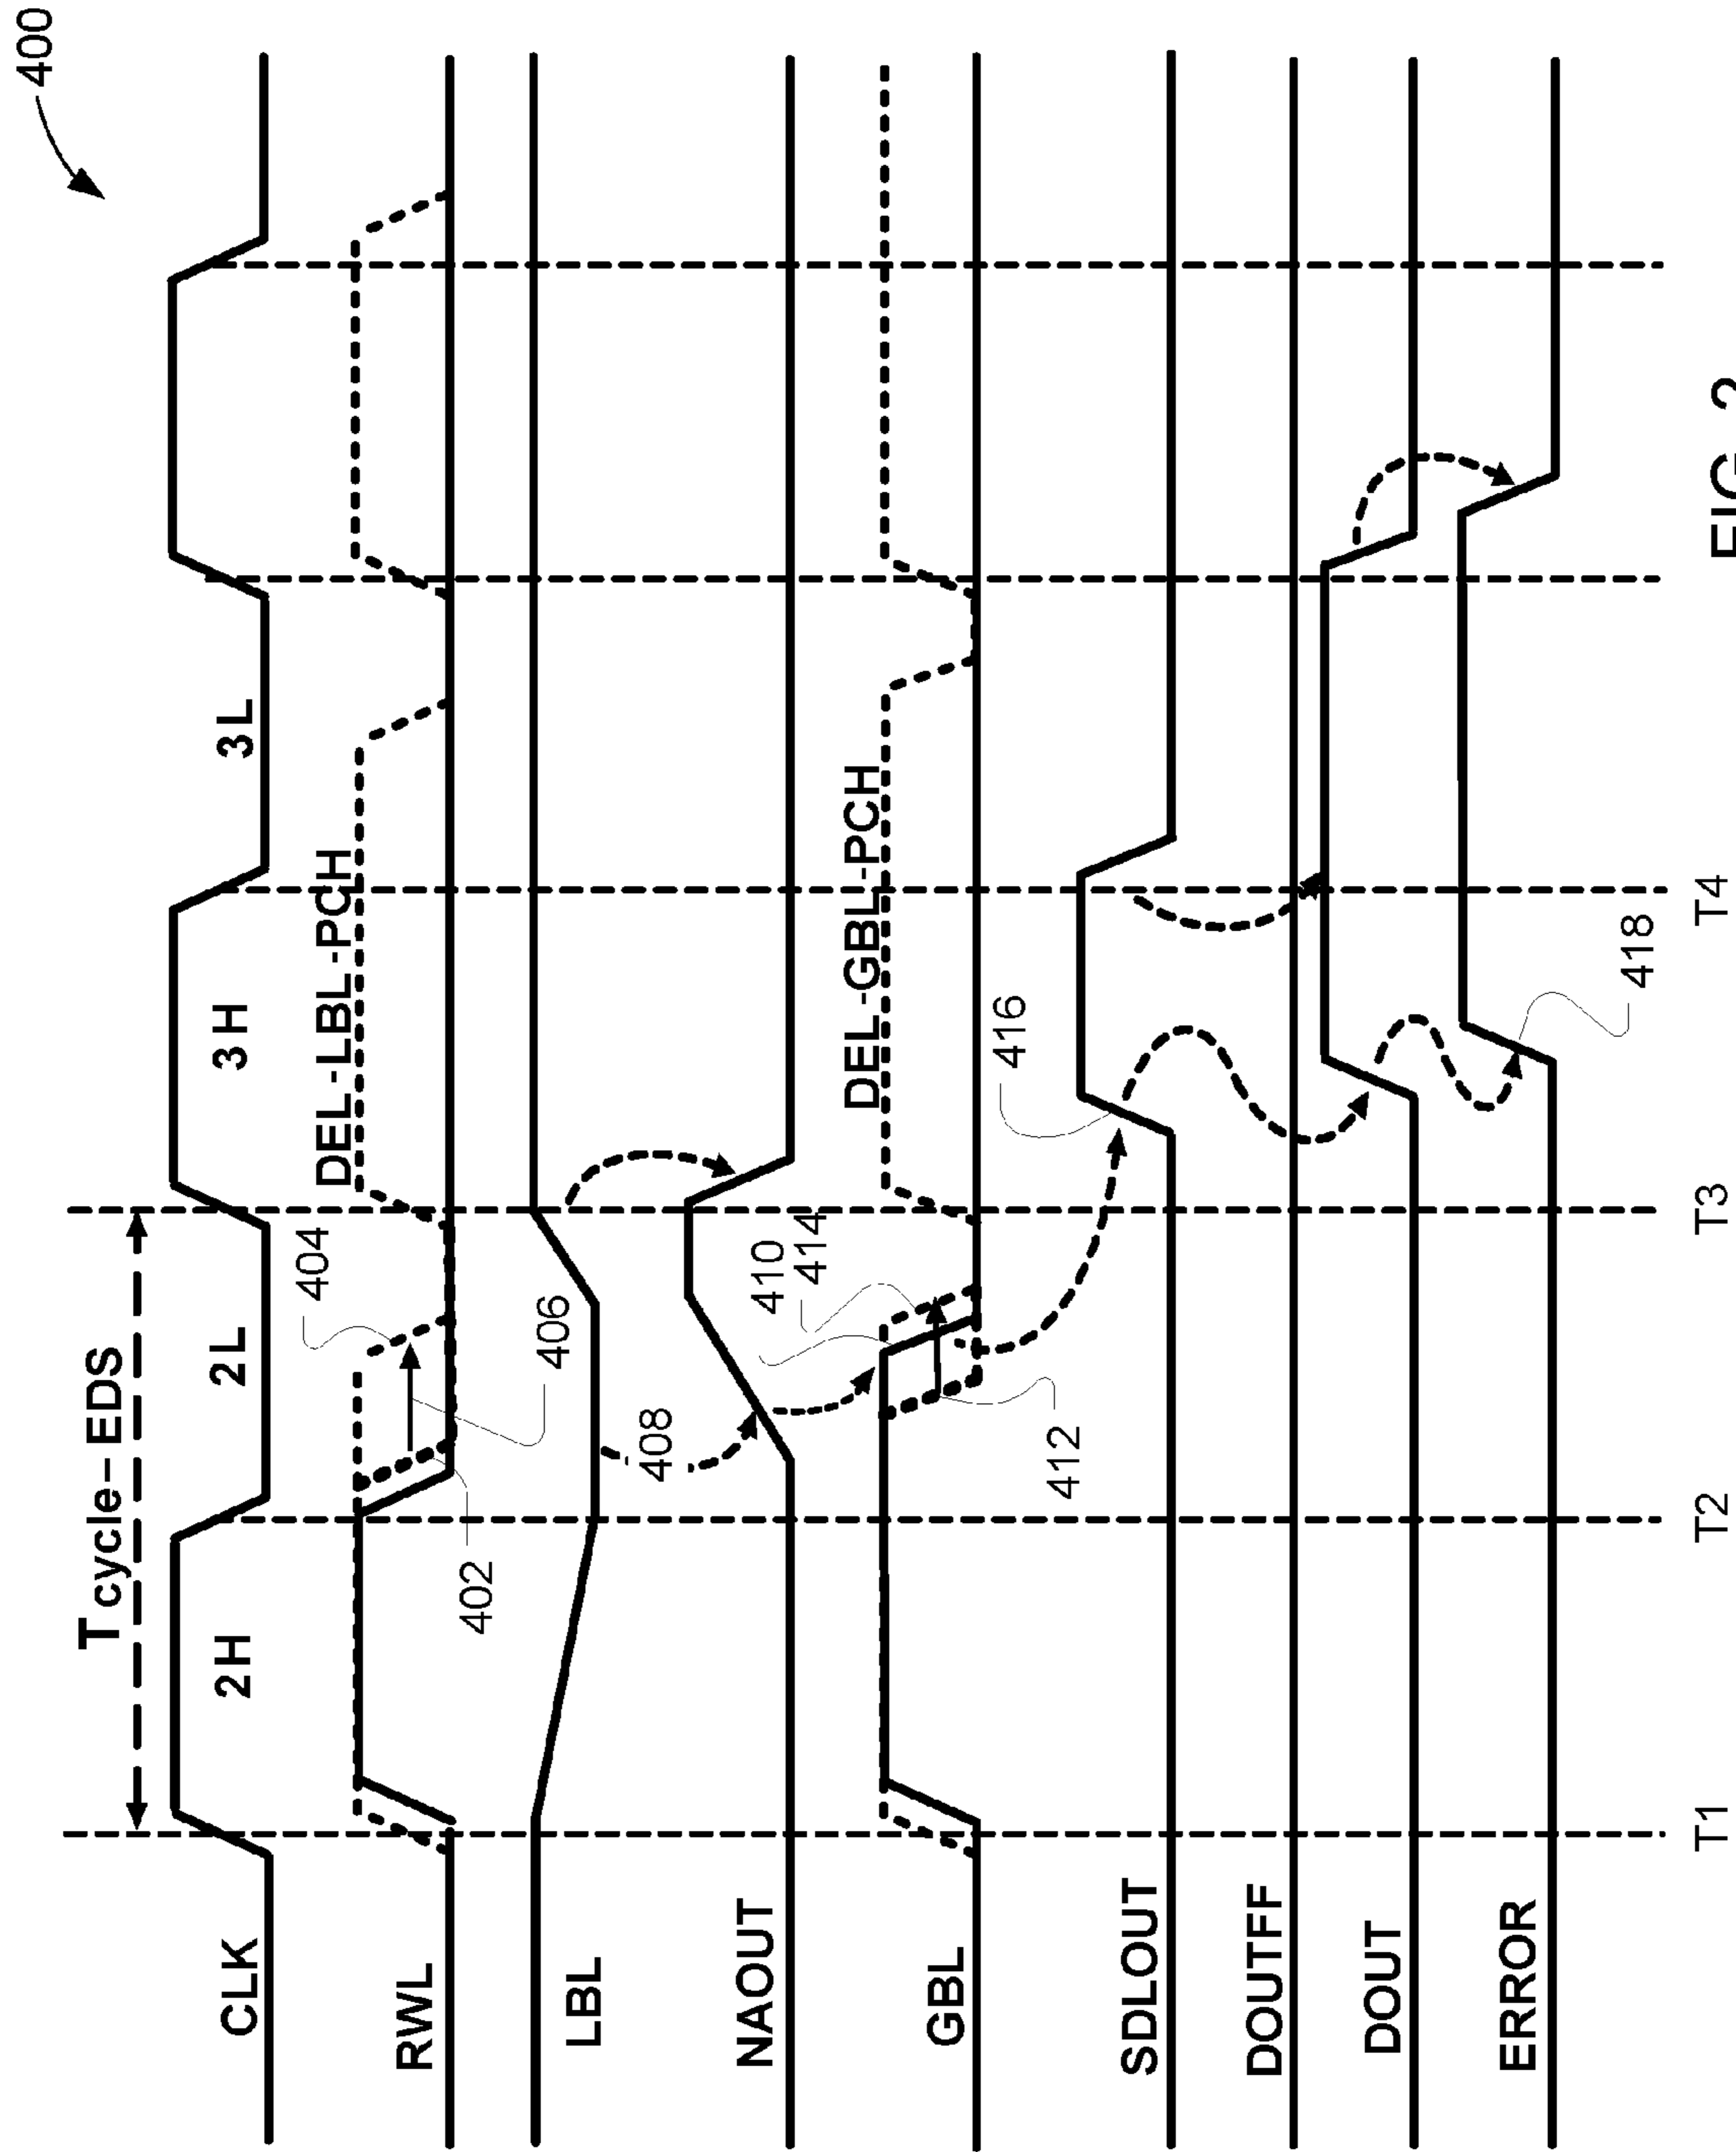 400
Tcycle-EDS
CLK
2H
2L
3H
3L
RWL
DEL-LBL-PCH
402
404
406
LBL
408
NAOUT
410
414
DEL-GBL-PCH
GBL
412
416
SDLOUT
DOUTFF
DOUT
ERROR
418
T1
T2
T3
T4